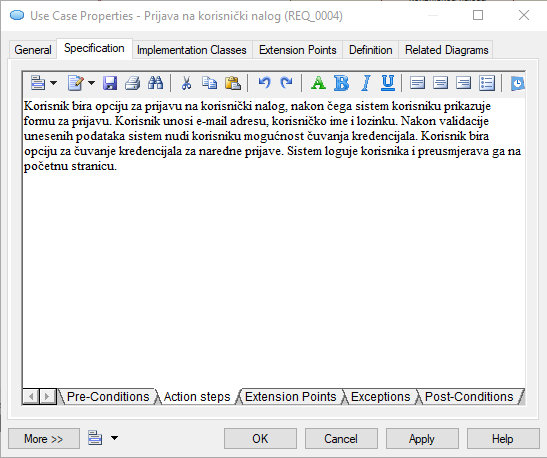 Use Case Properties - Prijava na korisnički nalog (REQ_0004)
General Specification Implementation Classes Extension Points Definition Related Diagrams
A B I U
Korisnik bira opciju za prijavu na korisnički nalog, nakon čega sistem korisniku prikazuje
formu za prijavu. Korisnik unosi e-mail adresu, korisničko ime i lozinku. Nakon validacije
unesenih podataka sistem nudi korisniku mogućnost čuvanja kredencijala. Korisnik bira
opciju za čuvanje kredencijala za naredne prijave. Sistem loguje korisnika i preusmjerava ga na
početnu stranicu.
Pre-Conditions Action steps Extension Points Exceptions Post-Conditions
More >> OK Cancel Apply Help